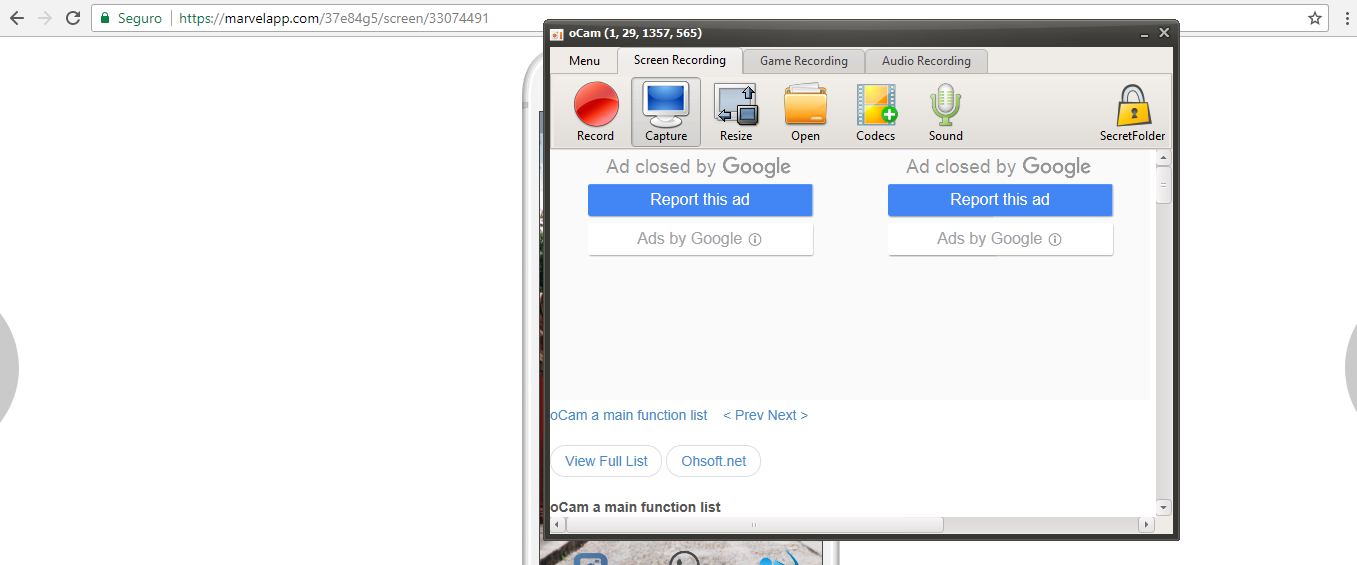 Seguro https://marvelapp.com/37e84g5/screen/33074491
oCam (1, 29, 1357, 565)
Menu Screen Recording Game Recording Audio Recording
Record Capture Resize Open Codecs Sound SecretFolder
Ad closed by Google Ad closed by Google
Report this ad Report this ad
Ads by Google Ads by Google
oCam a main function list < Prev Next >
View Full List Ohsoft.net
oCam a main function list